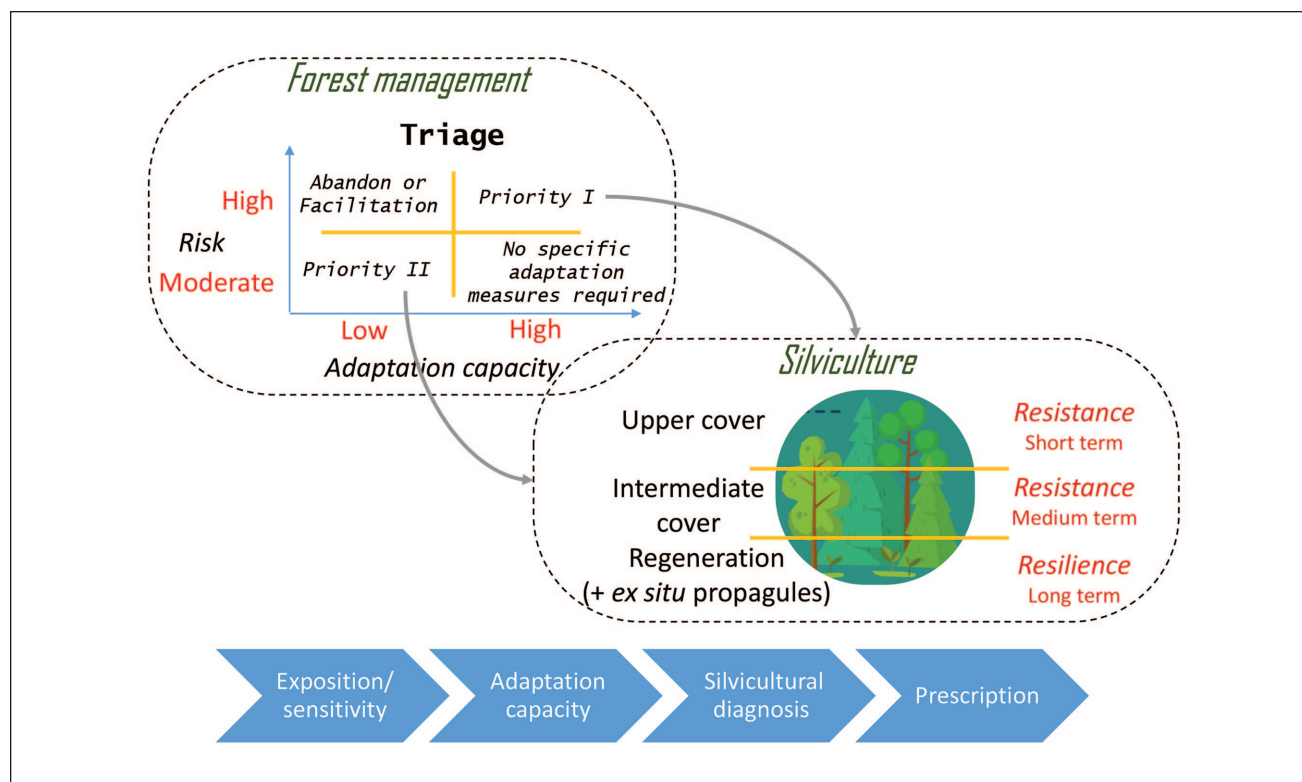 Forest management
Triage
High
Risk
Moderate
Abandon or
Facilitation
Priority I
Priority II
No specific
adaptation
measures required
Low
High
Adaptation capacity
Silviculture
Upper cover
Resistance
Short term
Intermediate
cover
Resistance
Medium term
Regeneration
(+ ex situ propagules)
Resilience
Long term
Exposition/
sensitivity
Adaptation
capacity
Silvicultural
diagnosis
Prescription